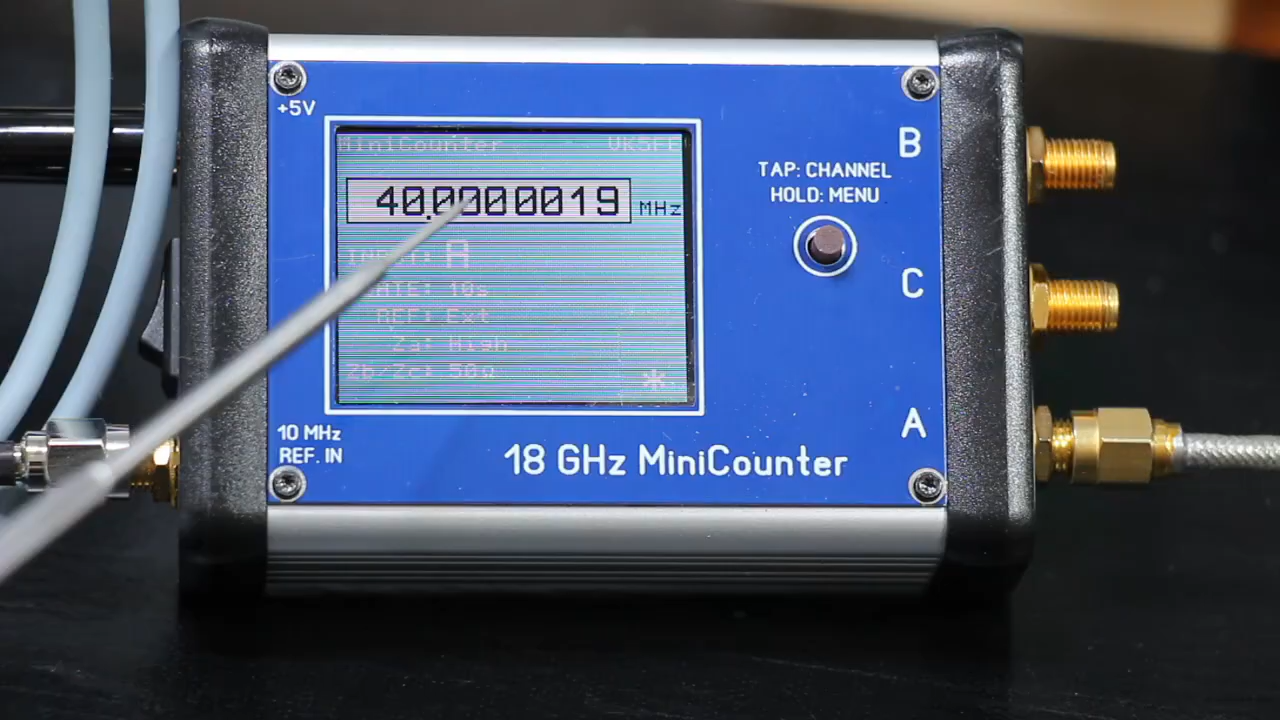 +5V
MiniCounter
40.0000019 MHz
INPUT: A
GATE: 10s
REF: Ext
Za: High
Zb/Zc: 50Ω
*
TAP: CHANNEL
HOLD: MENU
B
C
A
10 MHz
REF. IN
18 GHz MiniCounter